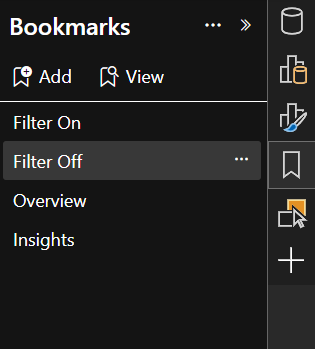 Bookmarks
Add
View
Filter On
Filter Off
Overview
Insights